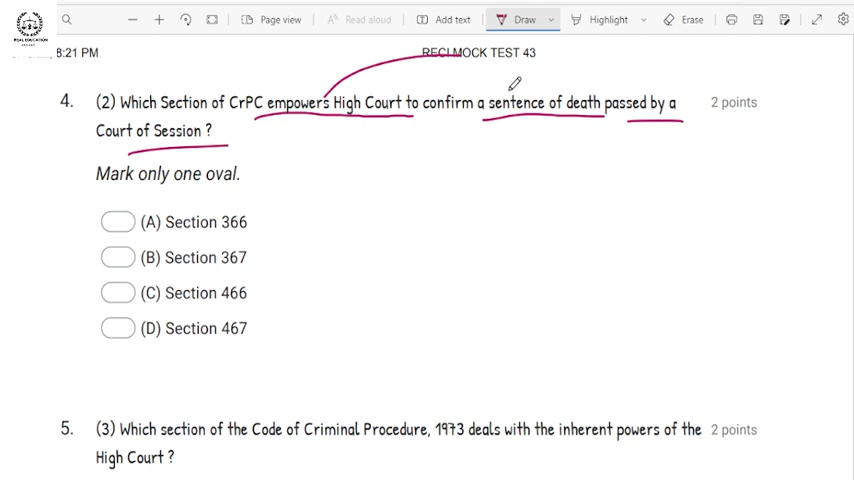 Page view
Read aloud
Add text
Draw
Highlight
Erase
REAL EDUCATION
8:21 PM
RECLMOCK TEST 43
4. (2) Which Section of CrPC empowers High Court to confirm a sentence of death passed by a 2 points
Court of Session ?
Mark only one oval.
(A) Section 366
(B) Section 367
(C) Section 466
(D) Section 467
5. (3) Which section of the Code of Criminal Procedure, 1973 deals with the inherent powers of the 2 points
High Court ?